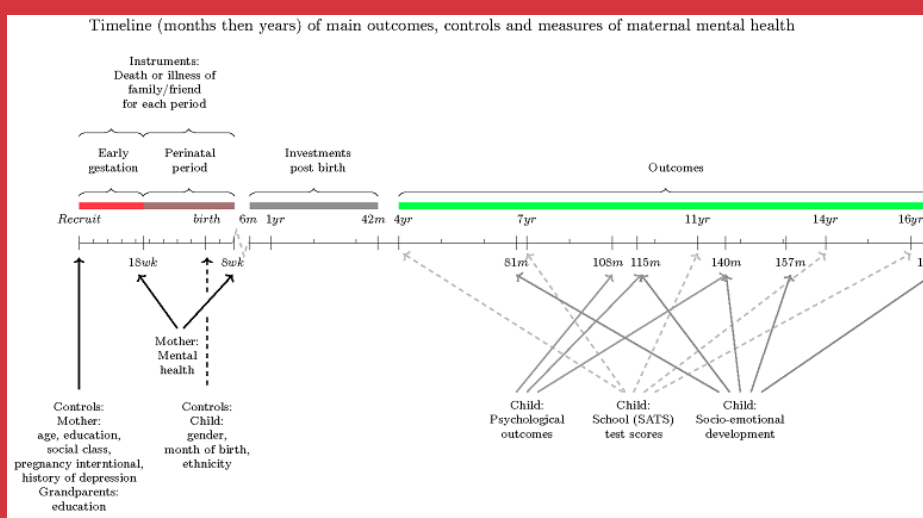 Timeline (months then years) of main outcomes, controls and measures of maternal mental health
Instruments:
Death or illness of
family/friend
for each period
Early
gestation
Perinatal
period
Investments
post birth
Outcomes
Recruit
birth
6m
1yr
42m
4yr
7yr
11yr
14yr
16yr
18wk
8wk
81m
108m
115m
140m
157m
Mother:
Mental
health
Controls:
Mother:
age, education,
social class,
pregnancy interntional,
history of depression
Grandparents:
education
Controls:
Child:
gender,
month of birth,
ethnicity
Child:
Psychological
outcomes
Child:
School (SATS)
test scores
Child:
Socio-emotional
development